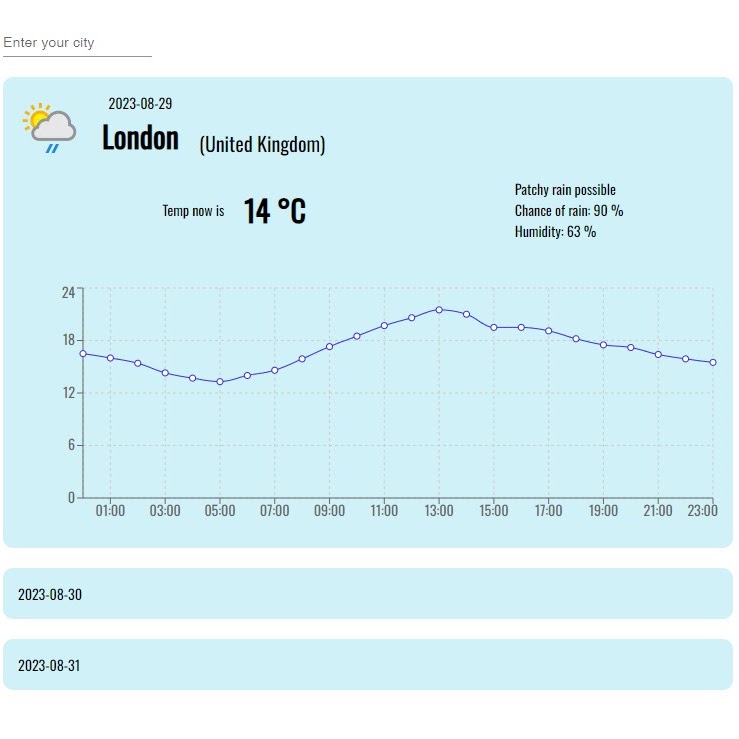 Enter your city
2023-08-29
London (United Kingdom)
Temp now is 14 °C
Patchy rain possible
Chance of rain: 90 %
Humidity: 63 %
24
18
12
6
0
01:00 03:00 05:00 07:00 09:00 11:00 13:00 15:00 17:00 19:00 21:00 23:00
2023-08-30
2023-08-31